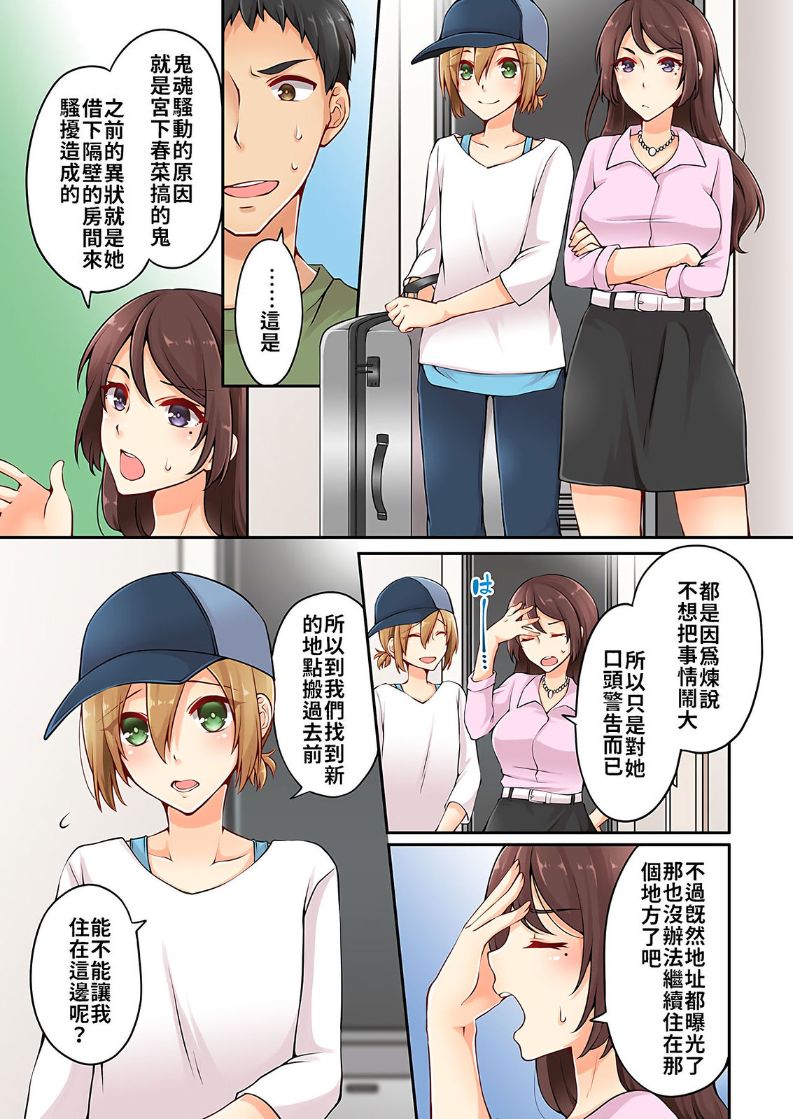 ……這是
鬼魂騷動的原因
就是宮下春菜搞的鬼
之前的異狀就是她
借下隔壁的房間來
騷擾造成的
都是因爲煉說
不想把事情鬧大
所以只是對她
口頭警告而已
は——…
不過既然地址都曝光了
那也沒辦法繼續住在那
個地方了吧
所以到我們找到新
的地點搬過去前
能不能讓我
住在這邊呢？